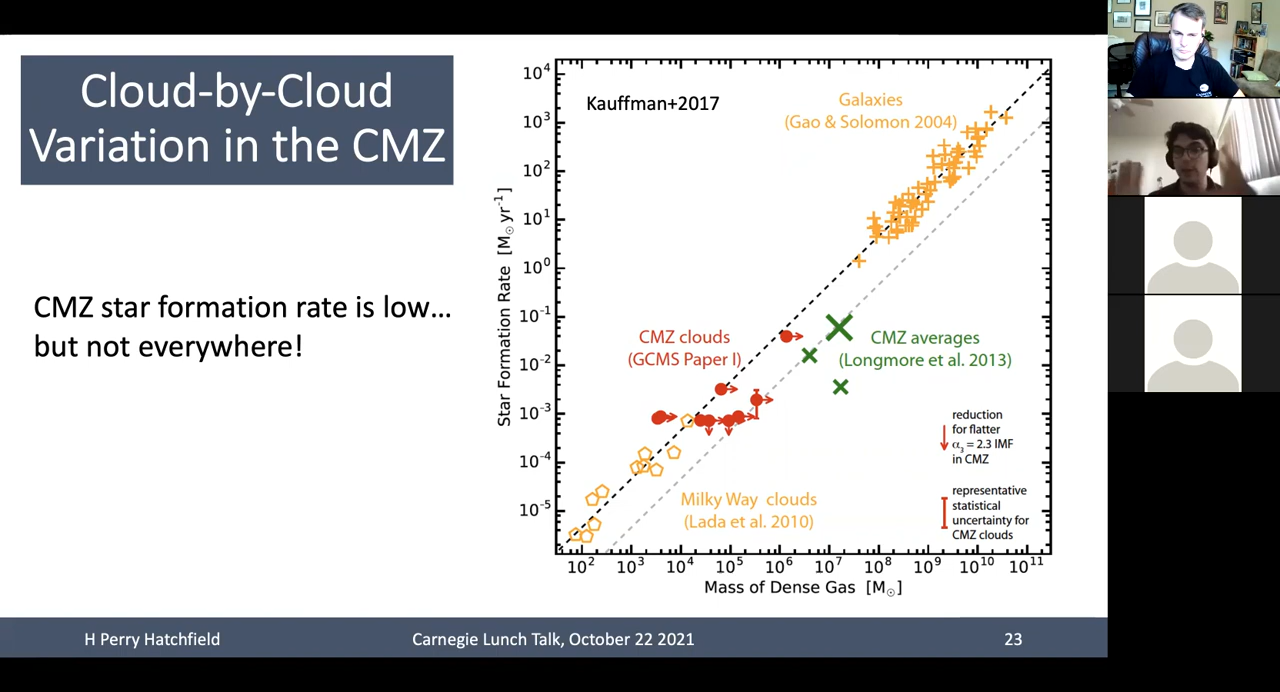 Cloud-by-Cloud
Variation in the CMZ
CMZ star formation rate is low…
but not everywhere!
Kauffman+2017
Galaxies
(Gao & Solomon 2004)
CMZ clouds
(GCMS Paper I)
CMZ averages
(Longmore et al. 2013)
Milky Way clouds
(Lada et al. 2010)
reduction
for flatter
α₃ = 2.3 IMF
in CMZ
representative
statistical
uncertainty for
CMZ clouds
Star Formation Rate [M⊙ yr⁻¹]
10⁴
10³
10²
10¹
10⁰
10⁻¹
10⁻²
10⁻³
10⁻⁴
10⁻⁵
10² 10³ 10⁴ 10⁵ 10⁶ 10⁷ 10⁸ 10⁹ 10¹⁰ 10¹¹
Mass of Dense Gas [M⊙]
H Perry Hatchfield
Carnegie Lunch Talk, October 22 2021
23